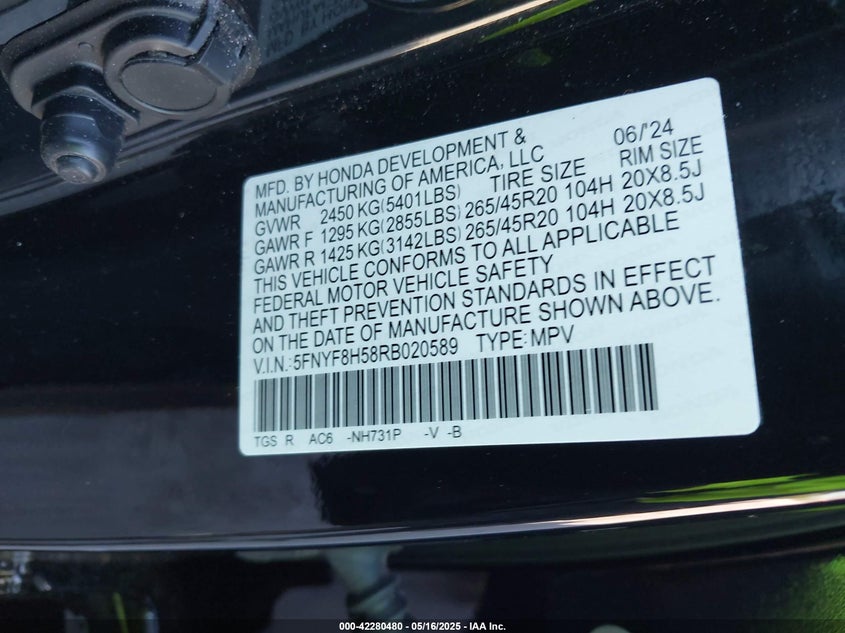 MFD. BY HONDA DEVELOPMENT & 06/'24
MANUFACTURING OF AMERICA, LLC
GVWR 2450 KG(5401LBS) TIRE SIZE RIM SIZE
GAWR F 1295 KG(2855LBS) 265/45R20 104H 20X8.5J
GAWR R 1425 KG(3142LBS) 265/45R20 104H 20X8.5J
THIS VEHICLE CONFORMS TO ALL APPLICABLE
FEDERAL MOTOR VEHICLE SAFETY
AND THEFT PREVENTION STANDARDS IN EFFECT
ON THE DATE OF MANUFACTURE SHOWN ABOVE.
V.I.N.:5FNYF8H58RB020589 TYPE:MPV
TGS R AC6 -NH731P -V -B
000-42280480 - 05/16/2025 - IAA Inc.